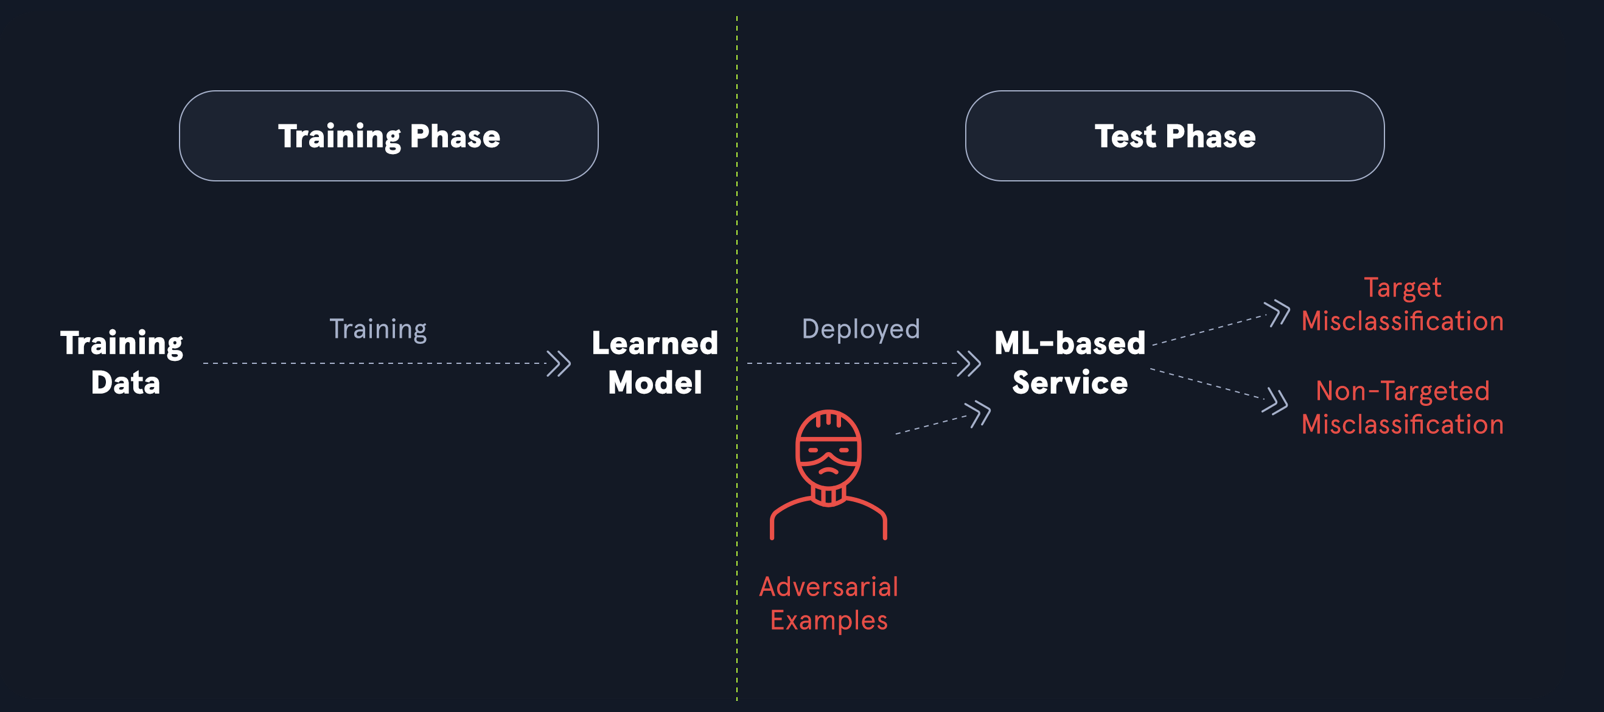 Training Phase
Test Phase
Training
Data
Training
Learned
Model
Deployed
ML-based
Service
Target
Misclassification
Non-Targeted
Misclassification
Adversarial
Examples